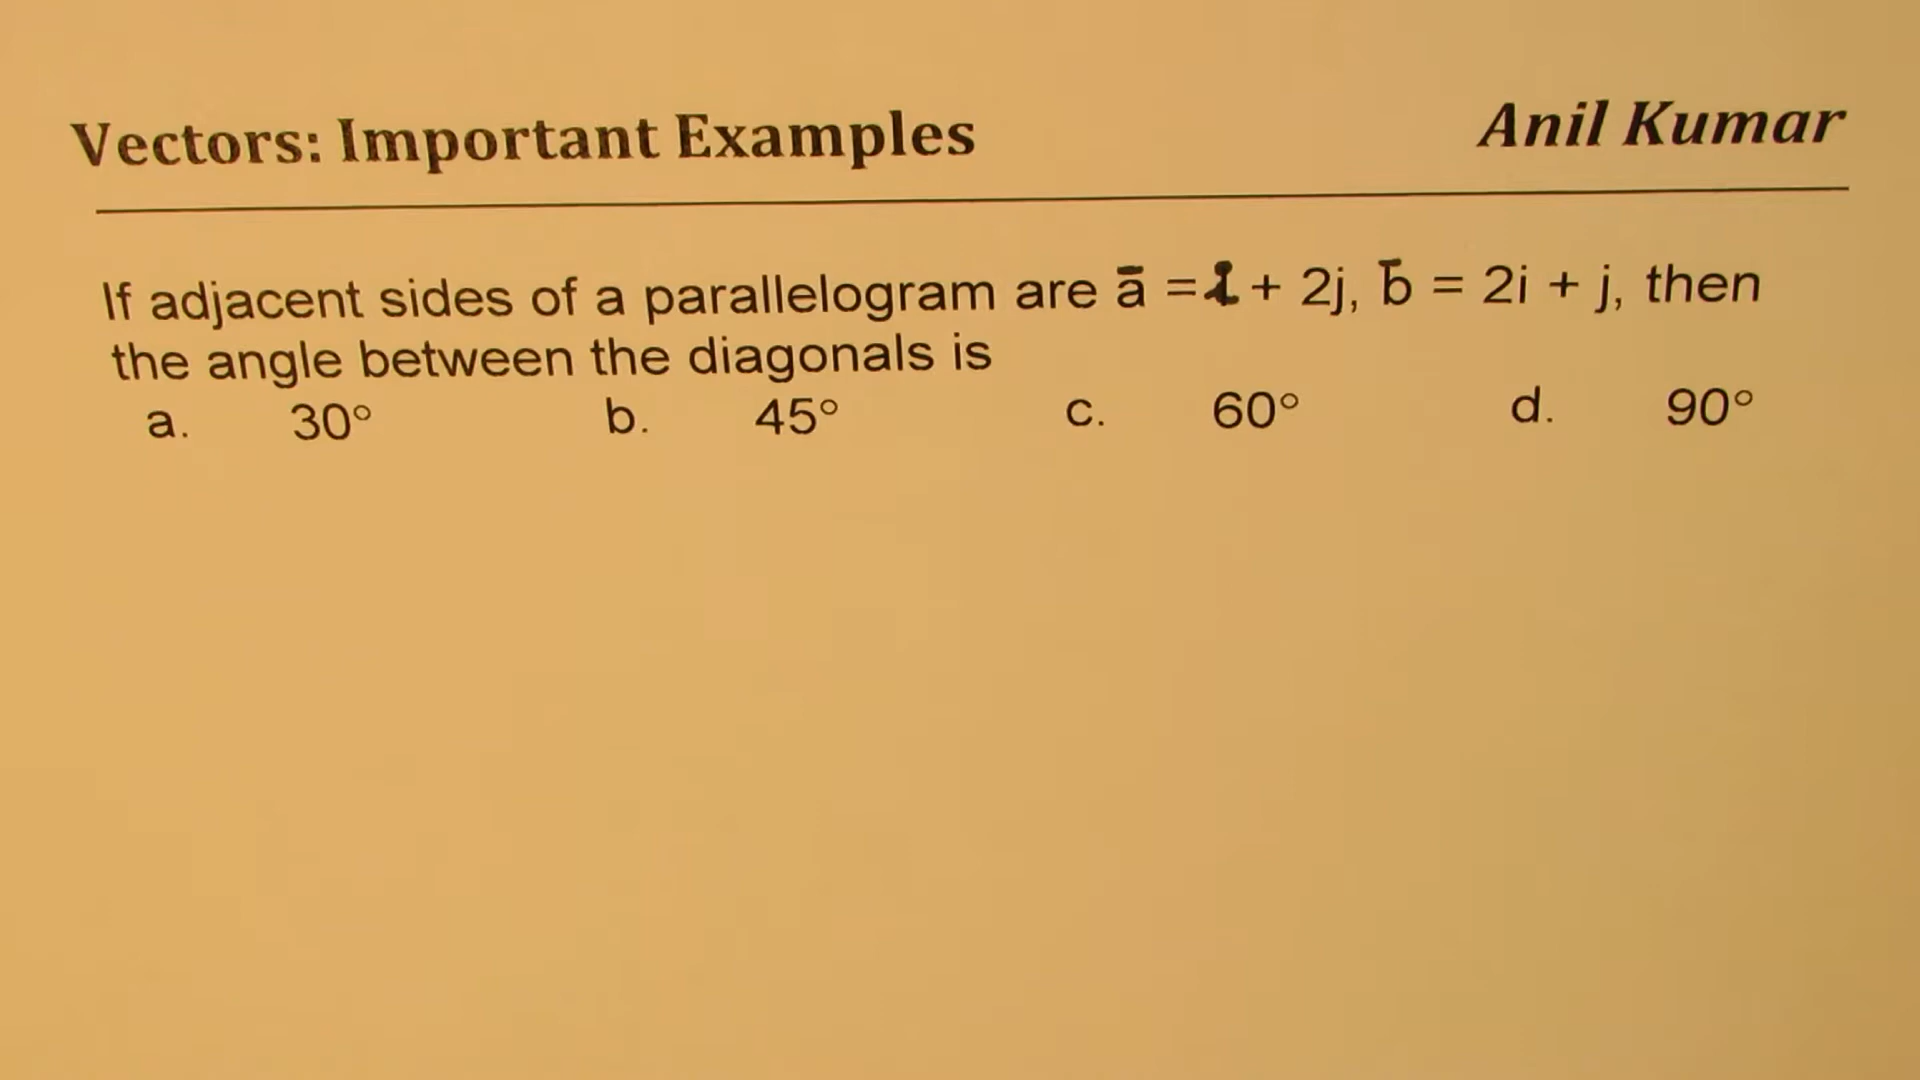 Vectors: Important Examples Anil Kumar
If adjacent sides of a parallelogram are a̅ = i + 2j, b̅ = 2i + j, then
the angle between the diagonals is
a. 30° b. 45° c. 60° d. 90°